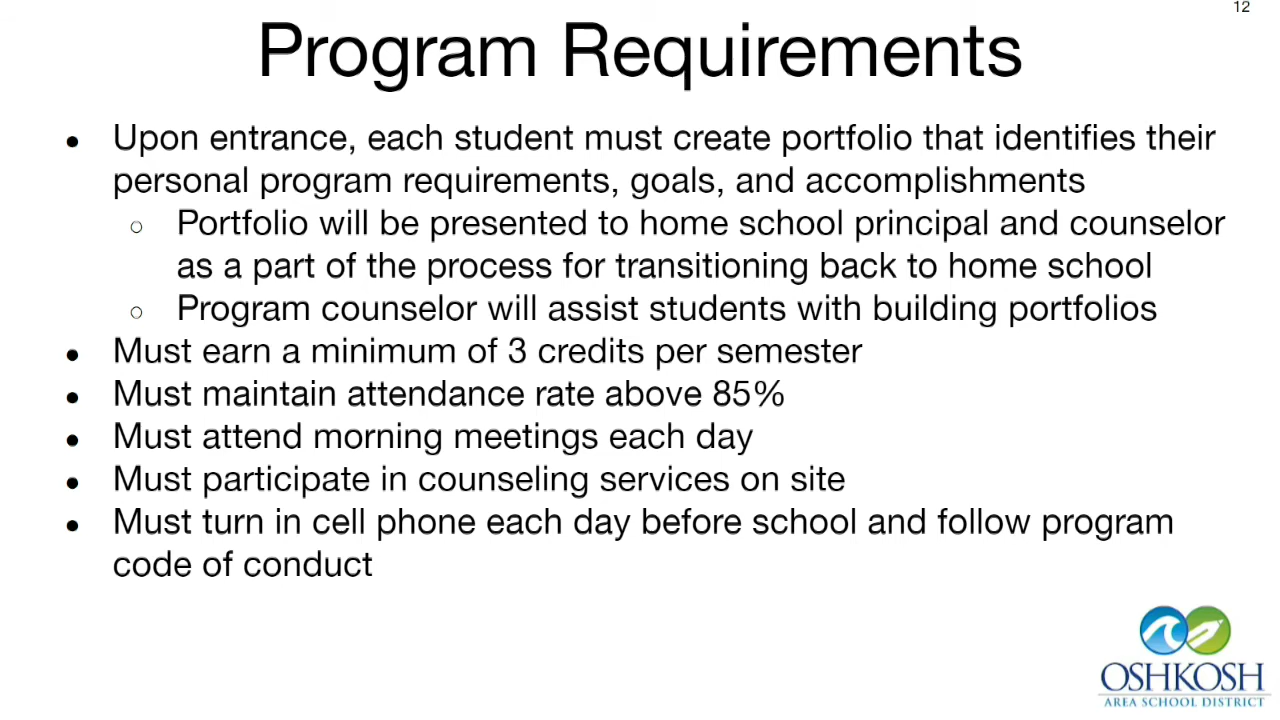 12
Program Requirements
● Upon entrance, each student must create portfolio that identifies their
personal program requirements, goals, and accomplishments
○ Portfolio will be presented to home school principal and counselor
as a part of the process for transitioning back to home school
○ Program counselor will assist students with building portfolios
● Must earn a minimum of 3 credits per semester
● Must maintain attendance rate above 85%
● Must attend morning meetings each day
● Must participate in counseling services on site
● Must turn in cell phone each day before school and follow program
code of conduct
OSHKOSH
AREA SCHOOL DISTRICT